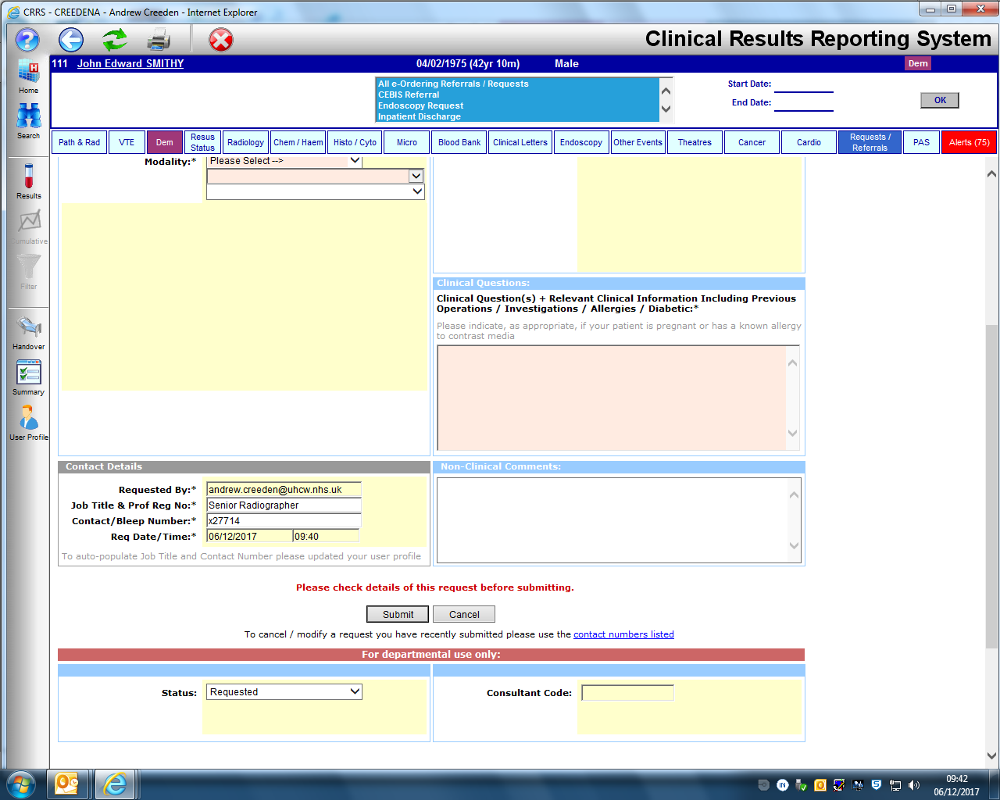 CRRS - CREEDENA - Andrew Creeden - Internet Explorer
Clinical Results Reporting System
111 John Edward SMITHY 04/02/1975 (42yr 10m) Male Dem
Home
Search
Results
Cumulative
Filter
Handover
Summary
User Profile
All e-Ordering Referrals / Requests
CEBIS Referral
Endoscopy Request
Inpatient Discharge
Start Date:
End Date:
OK
Path & Rad
VTE
Dem
Resus
Status
Radiology
Chem / Haem
Histo / Cyto
Micro
Blood Bank
Clinical Letters
Endoscopy
Other Events
Theatres
Cancer
Cardio
Requests /
Referrals
PAS
Alerts (75)
Modality:* Please Select -->
Clinical Questions:
Clinical Question(s) + Relevant Clinical Information Including Previous
Operations / Investigations / Allergies / Diabetic:*
Please indicate, as appropriate, if your patient is pregnant or has a known allergy
to contrast media
Contact Details
Requested By:* andrew.creeden@uhcw.nhs.uk
Job Title & Prof Reg No:* Senior Radiographer
Contact/Bleep Number:* x27714
Req Date/Time:* 06/12/2017 09:40
To auto-populate Job Title and Contact Number please updated your user profile
Non-Clinical Comments:
Please check details of this request before submitting.
Submit Cancel
To cancel / modify a request you have recently submitted please use the contact numbers listed
For departmental use only:
Status: Requested
Consultant Code:
09:42
06/12/2017